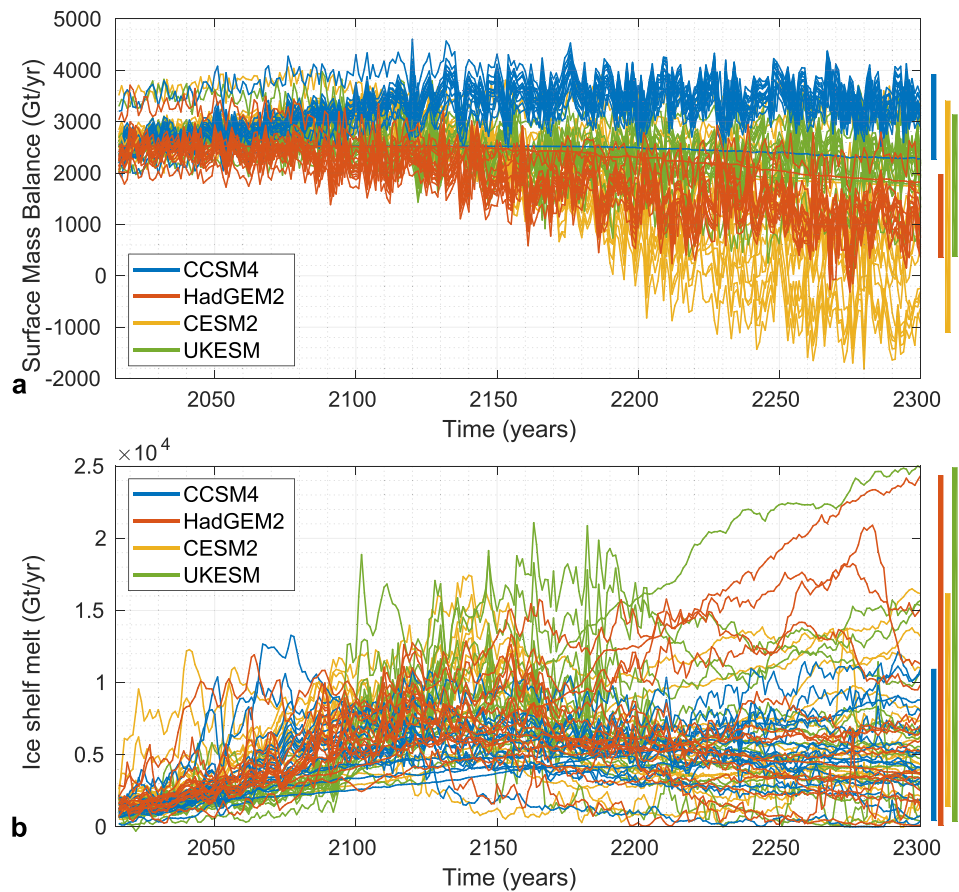 5000
4000
3000
2000
1000
0
-1000
-2000
Surface Mass Balance (Gt/yr)
CCSM4
HadGEM2
CESM2
UKESM
a
2050
2100
2150
2200
2250
2300
Time (years)
×10⁴
2.5
2
1.5
1
0.5
0
Ice shelf melt (Gt/yr)
CCSM4
HadGEM2
CESM2
UKESM
b
2050
2100
2150
2200
2250
2300
Time (years)